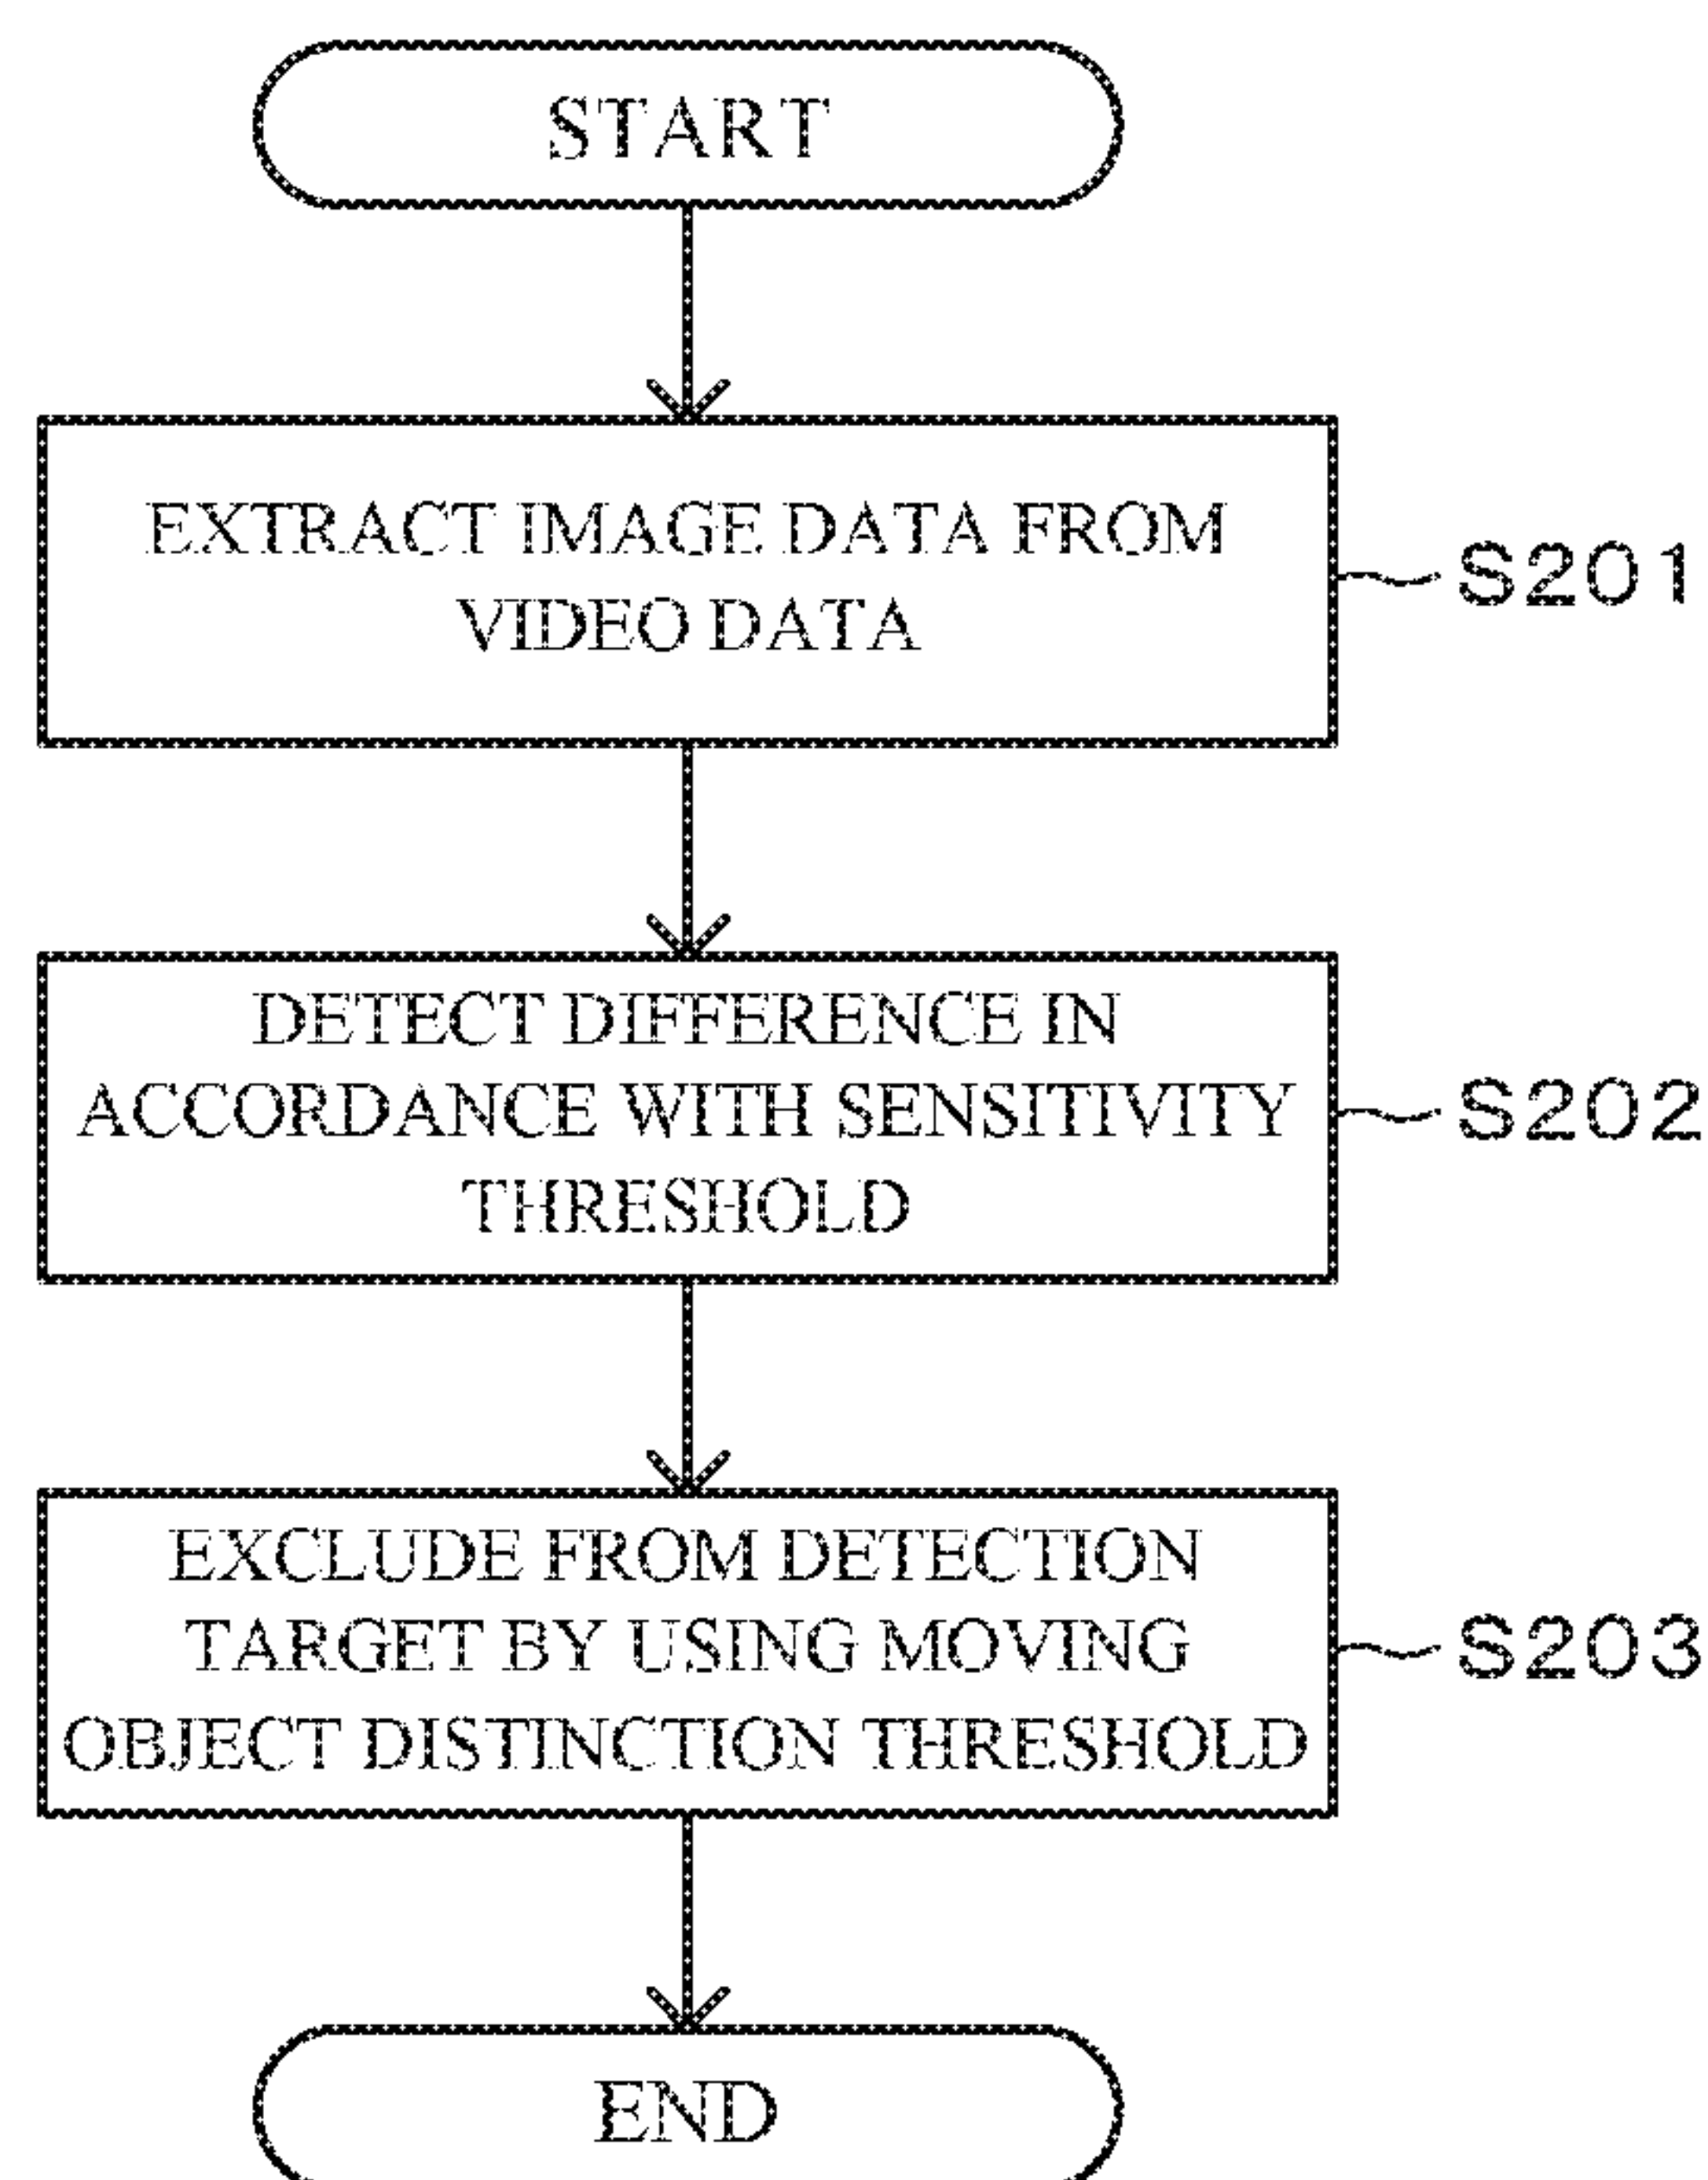 START
EXTRACT IMAGE DATA FROM
VIDEO DATA
S201
DETECT DIFFERENCE IN
ACCORDANCE WITH SENSITIVITY
THRESHOLD
S202
EXCLUDE FROM DETECTION
TARGET BY USING MOVING
OBJECT DISTINCTION THRESHOLD
S203
END